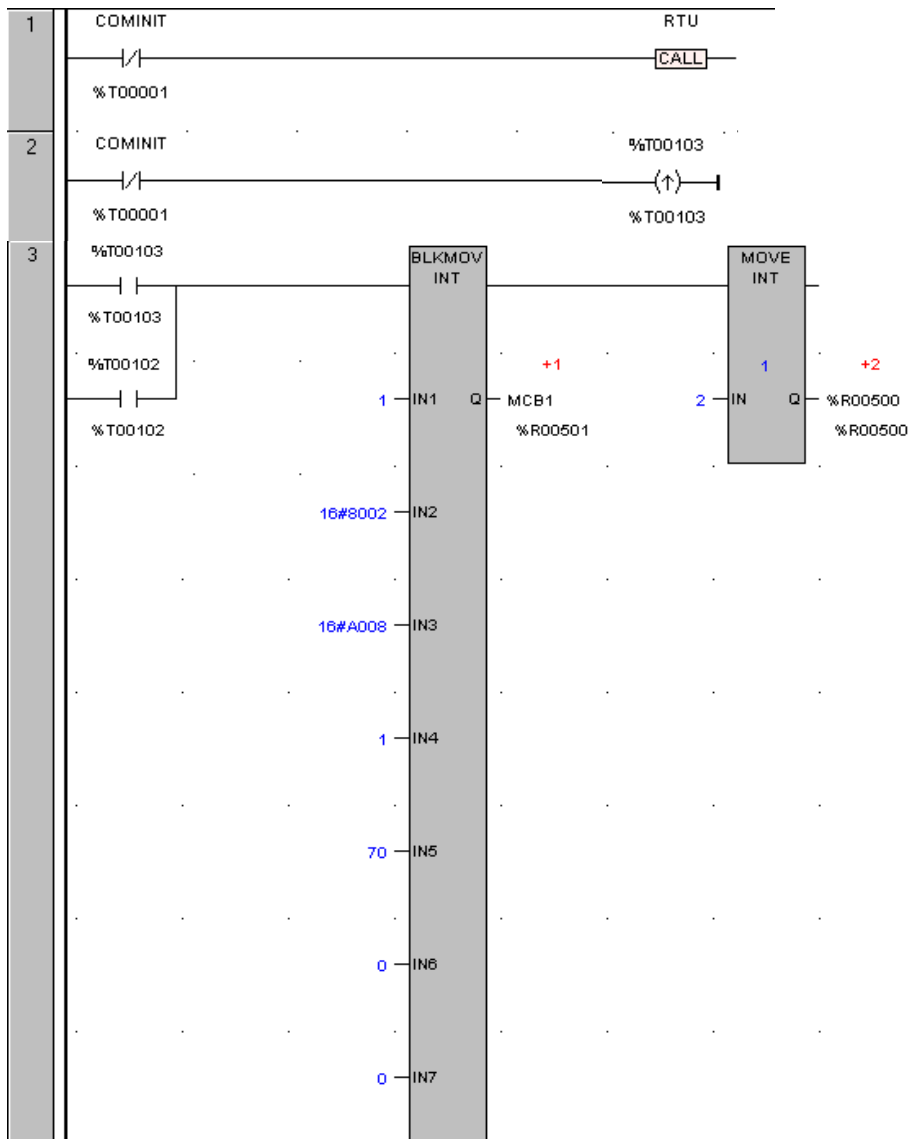 1 COMINIT RTU
CALL
%T00001
2 COMINIT %T00103
(↑)
%T00001 %T00103
3 %T00103 BLKMOV MOVE
INT INT
%T00103
%T00102 +1 1 +2
1 IN1 Q MCB1 2 IN Q %R00500
%T00102 %R00501 %R00500
16#8002 IN2
16#A008 IN3
1 IN4
70 IN5
0 IN6
0 IN7